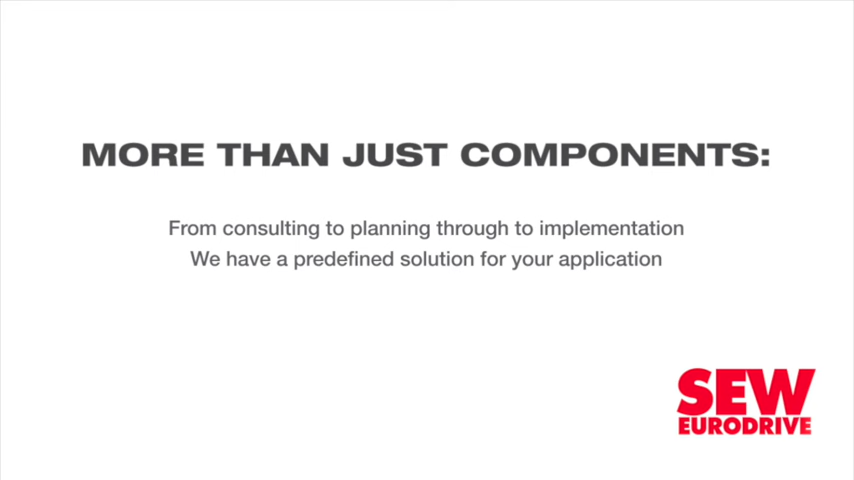 MORE THAN JUST COMPONENTS:
From consulting to planning through to implementation
We have a predefined solution for your application
SEW
EURODRIVE